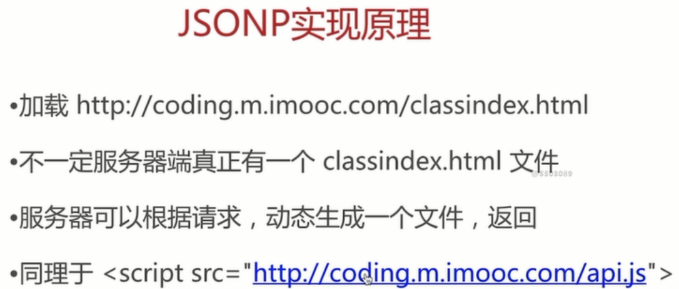 JSONP实现原理
•加载 http://coding.m.imooc.com/classindex.html
•不一定服务器端真正有一个 classindex.html 文件
•服务器可以根据请求，动态生成一个文件，返回
•同理于 <script src="http://coding.m.imooc.com/api.js">